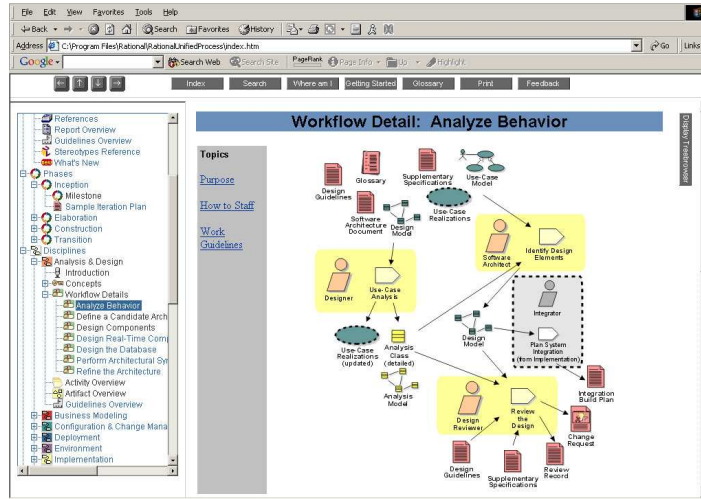 File Edit View Favorites Tools Help
Back Search Favorites History
Address C:\Program Files\Rational\RationalUnifiedProcess\index.htm Go Links
Google Search Web Search Site PageRank Page Info Up Highlight
Index Search Where am I Getting Started Glossary Print Feedback
References
Report Overview
Guidelines Overview
Stereotypes Reference
What's New
Phases
Inception
Milestone
Sample Iteration Plan
Elaboration
Construction
Transition
Disciplines
Analysis & Design
Introduction
Concepts
Workflow Details
Analyze Behavior
Define a Candidate Arch
Design Components
Design Real-Time Comp
Design the Database
Perform Architectural Syr
Refine the Architecture
Activity Overview
Artifact Overview
Guidelines Overview
Business Modeling
Configuration & Change Mana
Deployment
Environment
Implementation
Workflow Detail: Analyze Behavior
Display Treebrowser
Topics
Purpose
How to Staff
Work
Guidelines
Design
Guidelines
Glossary
Supplementary
Specifications
Use-Case
Model
Software
Architecture
Document
Design
Model
Use-Case
Realizations
Software
Architect
Identify Design
Elements
Designer
Use-Case
Analysis
Integrator
Plan System
Integration
(from Implementation)
Use-Case
Realizations
(updated)
Analysis
Class
(detailed)
Design
Model
Analysis
Model
Integration
Build Plan
Design
Reviewer
Review
the
Design
Change
Request
Design
Guidelines
Supplementary
Specifications
Review
Record